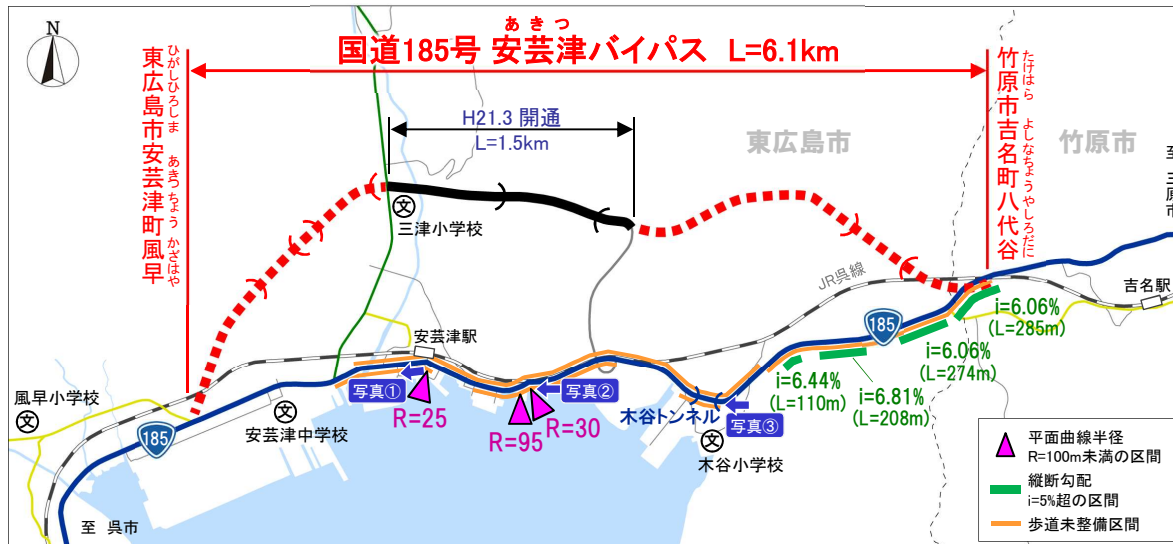 N
あきつ
国道185号 安芸津バイパス L=6.1km
ひがしひろしま あきつちょう かざはや
東広島市安芸津町風早
たけはら よしなちょうやしろだに
竹原市吉名町八代谷
H21.3 開通
L=1.5km
東広島市
竹原市
至 三原市
文
三津小学校
JR呉線
吉名駅
185
i=6.06%
(L=285m)
i=6.06%
(L=274m)
i=6.81%
(L=208m)
i=6.44%
(L=110m)
安芸津駅
写真①
R=25
写真②
R=95
R=30
木谷トンネル
写真③
文
木谷小学校
風早小学校
文
文
安芸津中学校
185
至 呉市
平面曲線半径
R=100m未満の区間
縦断勾配
i=5%超の区間
歩道未整備区間